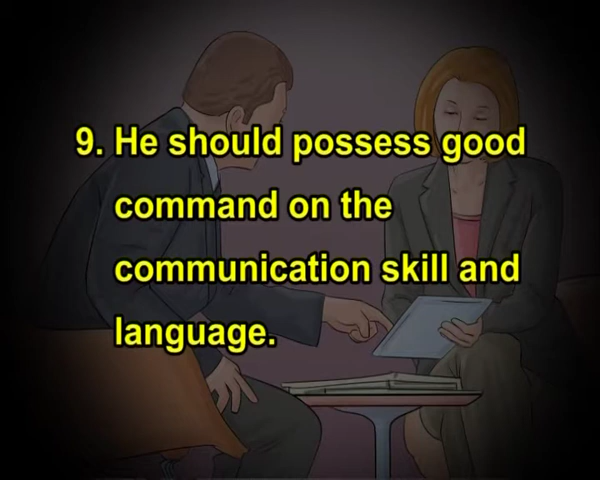 9. He should possess good
command on the
communication skill and
language.